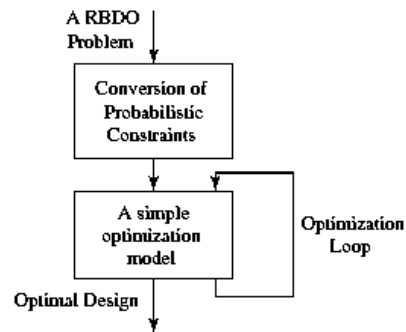 A RBDO
Problem
Conversion of
Probabilistic
Constraints
A simple
optimization
model
Optimization
Loop
Optimal Design